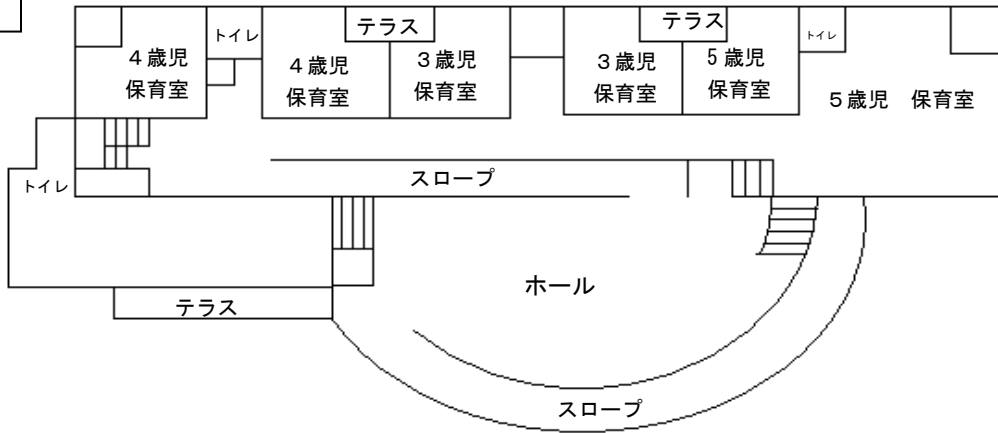 テラス
テラス
トイレ
トイレ
４歳児
保育室
４歳児
保育室
３歳児
保育室
３歳児
保育室
５歳児
保育室
５歳児　保育室
トイレ
スロープ
ホール
テラス
スロープ